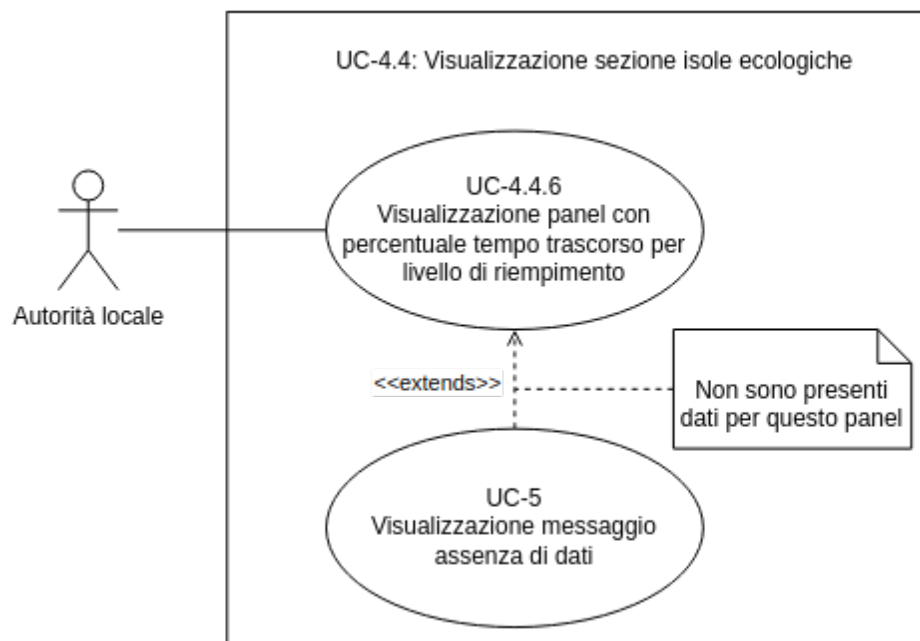 UC-4.4: Visualizzazione sezione isole ecologiche
UC-4.4.6
Visualizzazione panel con
percentuale tempo trascorso per
livello di riempimento
Autorità locale
<<extends>>
Non sono presenti
dati per questo panel
UC-5
Visualizzazione messaggio
assenza di dati